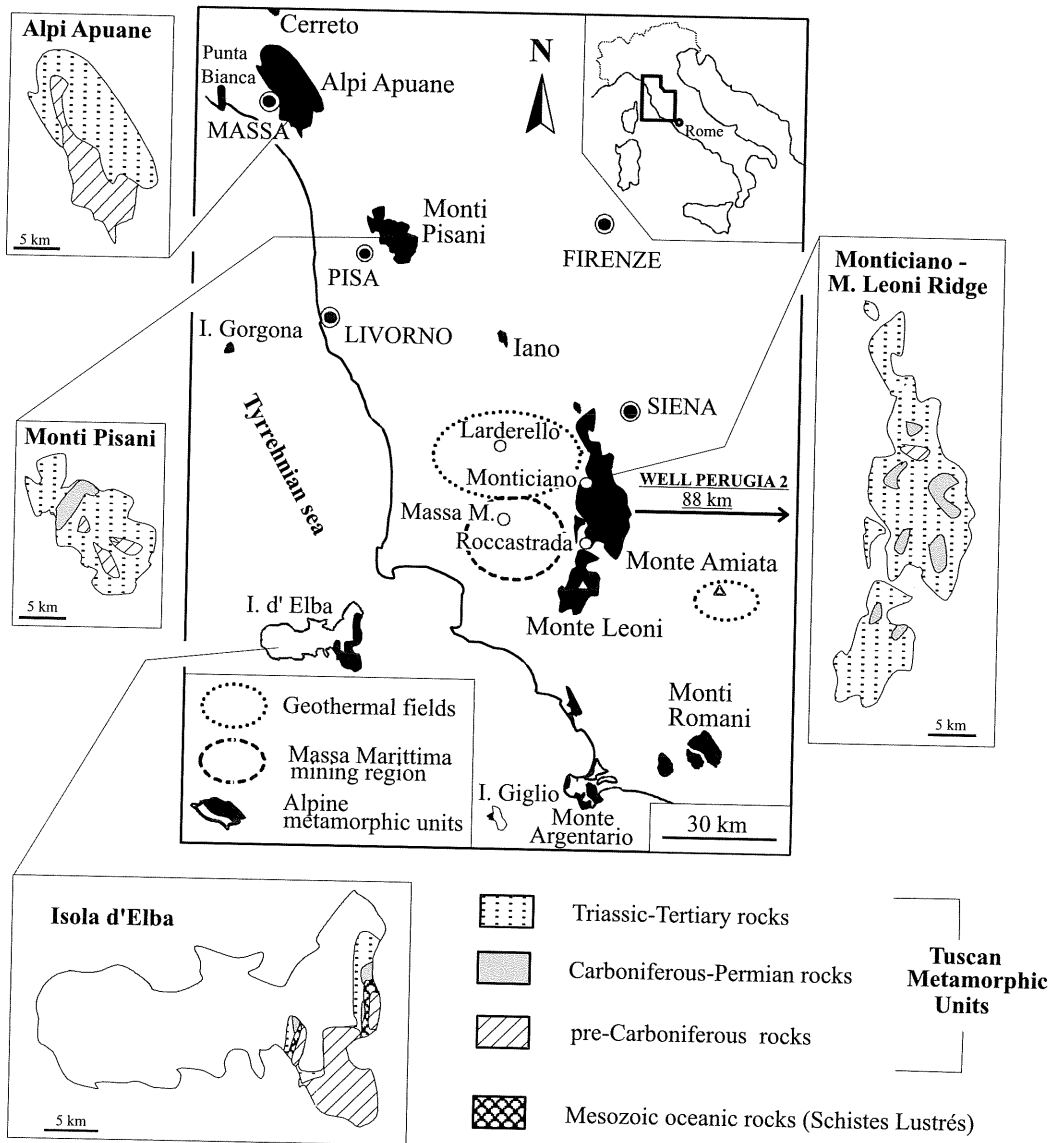 Alpi Apuane
5 km
Cerreto
Punta
Bianca
Alpi Apuane
MASSA
N
Rome
Monti
Pisani
PISA
FIRENZE
LIVORNO
I. Gorgona
Iano
Tyrrehnian sea
SIENA
Larderello
Monticiano
WELL PERUGIA 2
88 km
Massa M.
Roccastrada
Monte Amiata
Monte Leoni
I. d' Elba
Monti
Romani
I. Giglio
Monte
Argentario
30 km
Geothermal fields
Massa Marittima
mining region
Alpine
metamorphic units
Monti Pisani
5 km
Monticiano -
M. Leoni Ridge
5 km
Isola d'Elba
5 km
Triassic-Tertiary rocks
Carboniferous-Permian rocks
pre-Carboniferous rocks
Tuscan
Metamorphic
Units
Mesozoic oceanic rocks (Schistes Lustrés)